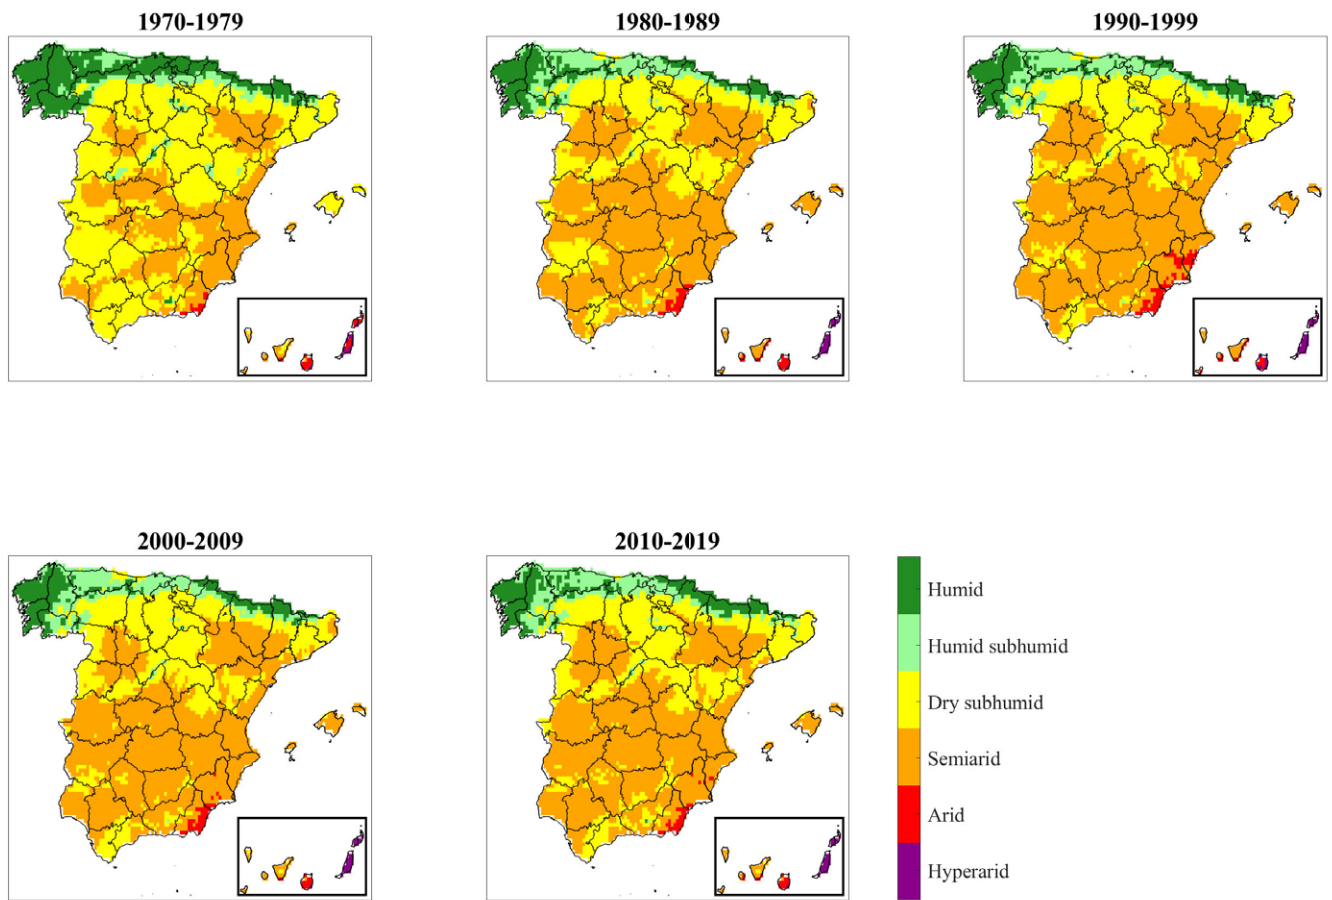 1970-1979
1980-1989
1990-1999
2000-2009
2010-2019
Humid
Humid subhumid
Dry subhumid
Semiarid
Arid
Hyperarid